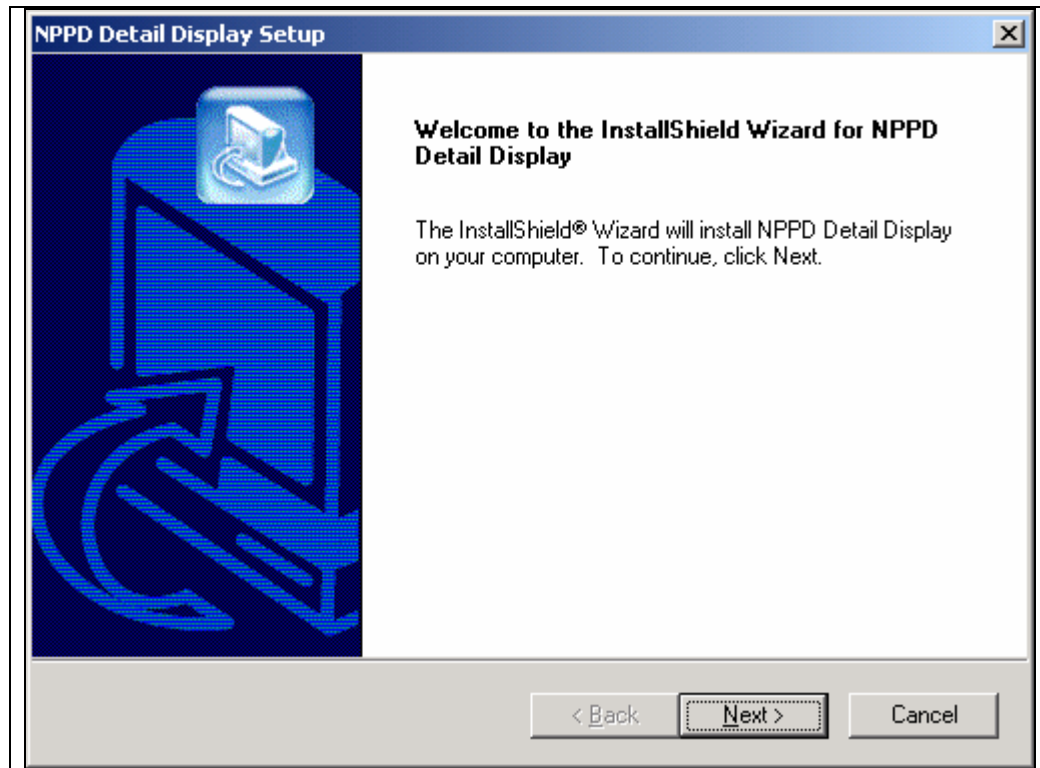 NPPD Detail Display Setup
Welcome to the InstallShield Wizard for NPPD
Detail Display
The InstallShield® Wizard will install NPPD Detail Display
on your computer.  To continue, click Next.
< Back
Next >
Cancel